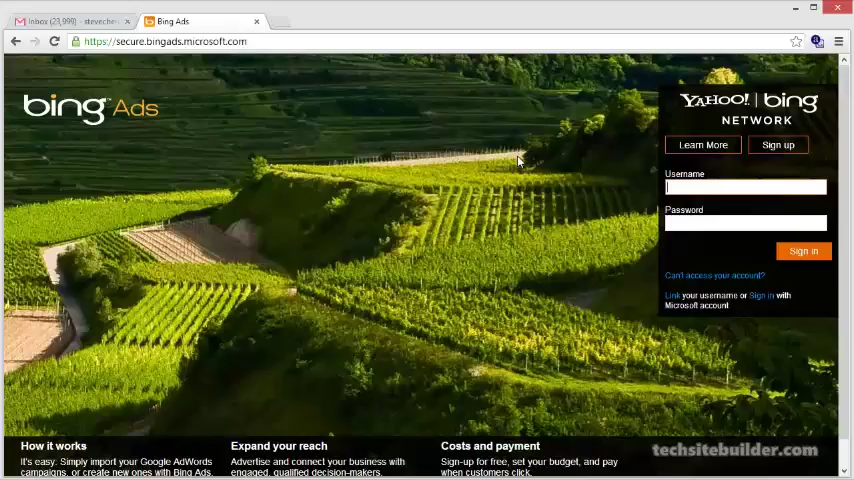 Inbox (23,999) - stevecher
Bing Ads
https://secure.bingads.microsoft.com
bing Ads
YAHOO! | bing
NETWORK
Learn More
Sign up
Username
Password
Sign in
Can't access your account?
Link your username or Sign in with
Microsoft account
How it works
It's easy. Simply import your Google AdWords
campaigns, or create new ones with Bing Ads.
Expand your reach
Advertise and connect your business with
engaged, qualified decision-makers.
Costs and payment
Sign-up for free, set your budget, and pay
when customers click.
techsitebuilder.com